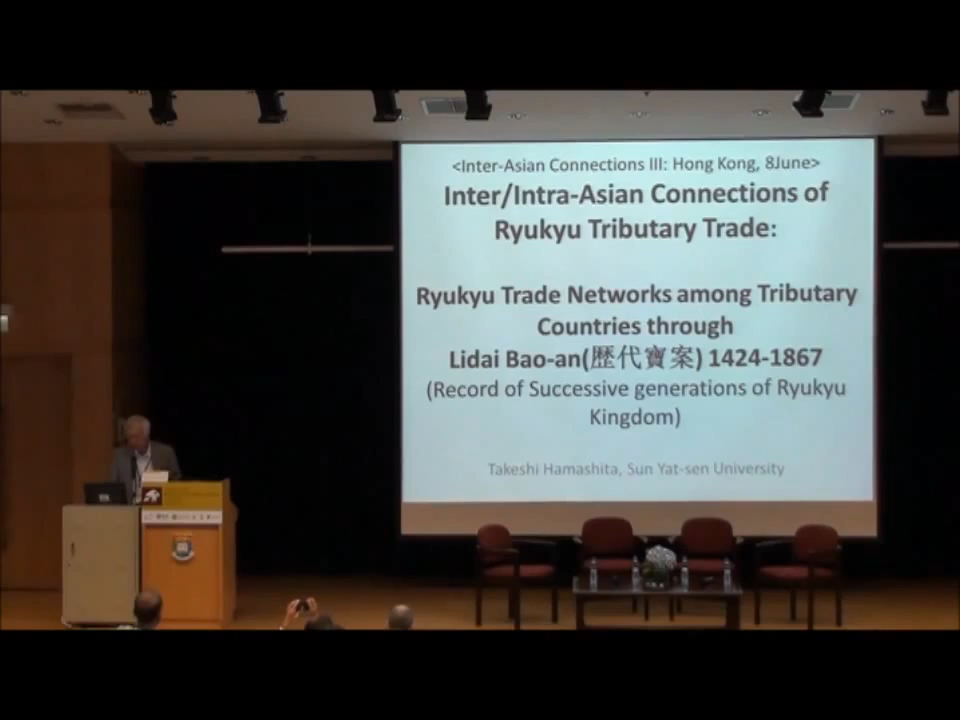 <Inter-Asian Connections III: Hong Kong, 8June>
Inter/Intra-Asian Connections of
Ryukyu Tributary Trade:
Ryukyu Trade Networks among Tributary
Countries through
Lidai Bao-an(歷代寶案) 1424-1867
(Record of Successive generations of Ryukyu
Kingdom)
Takeshi Hamashita, Sun Yat-sen University